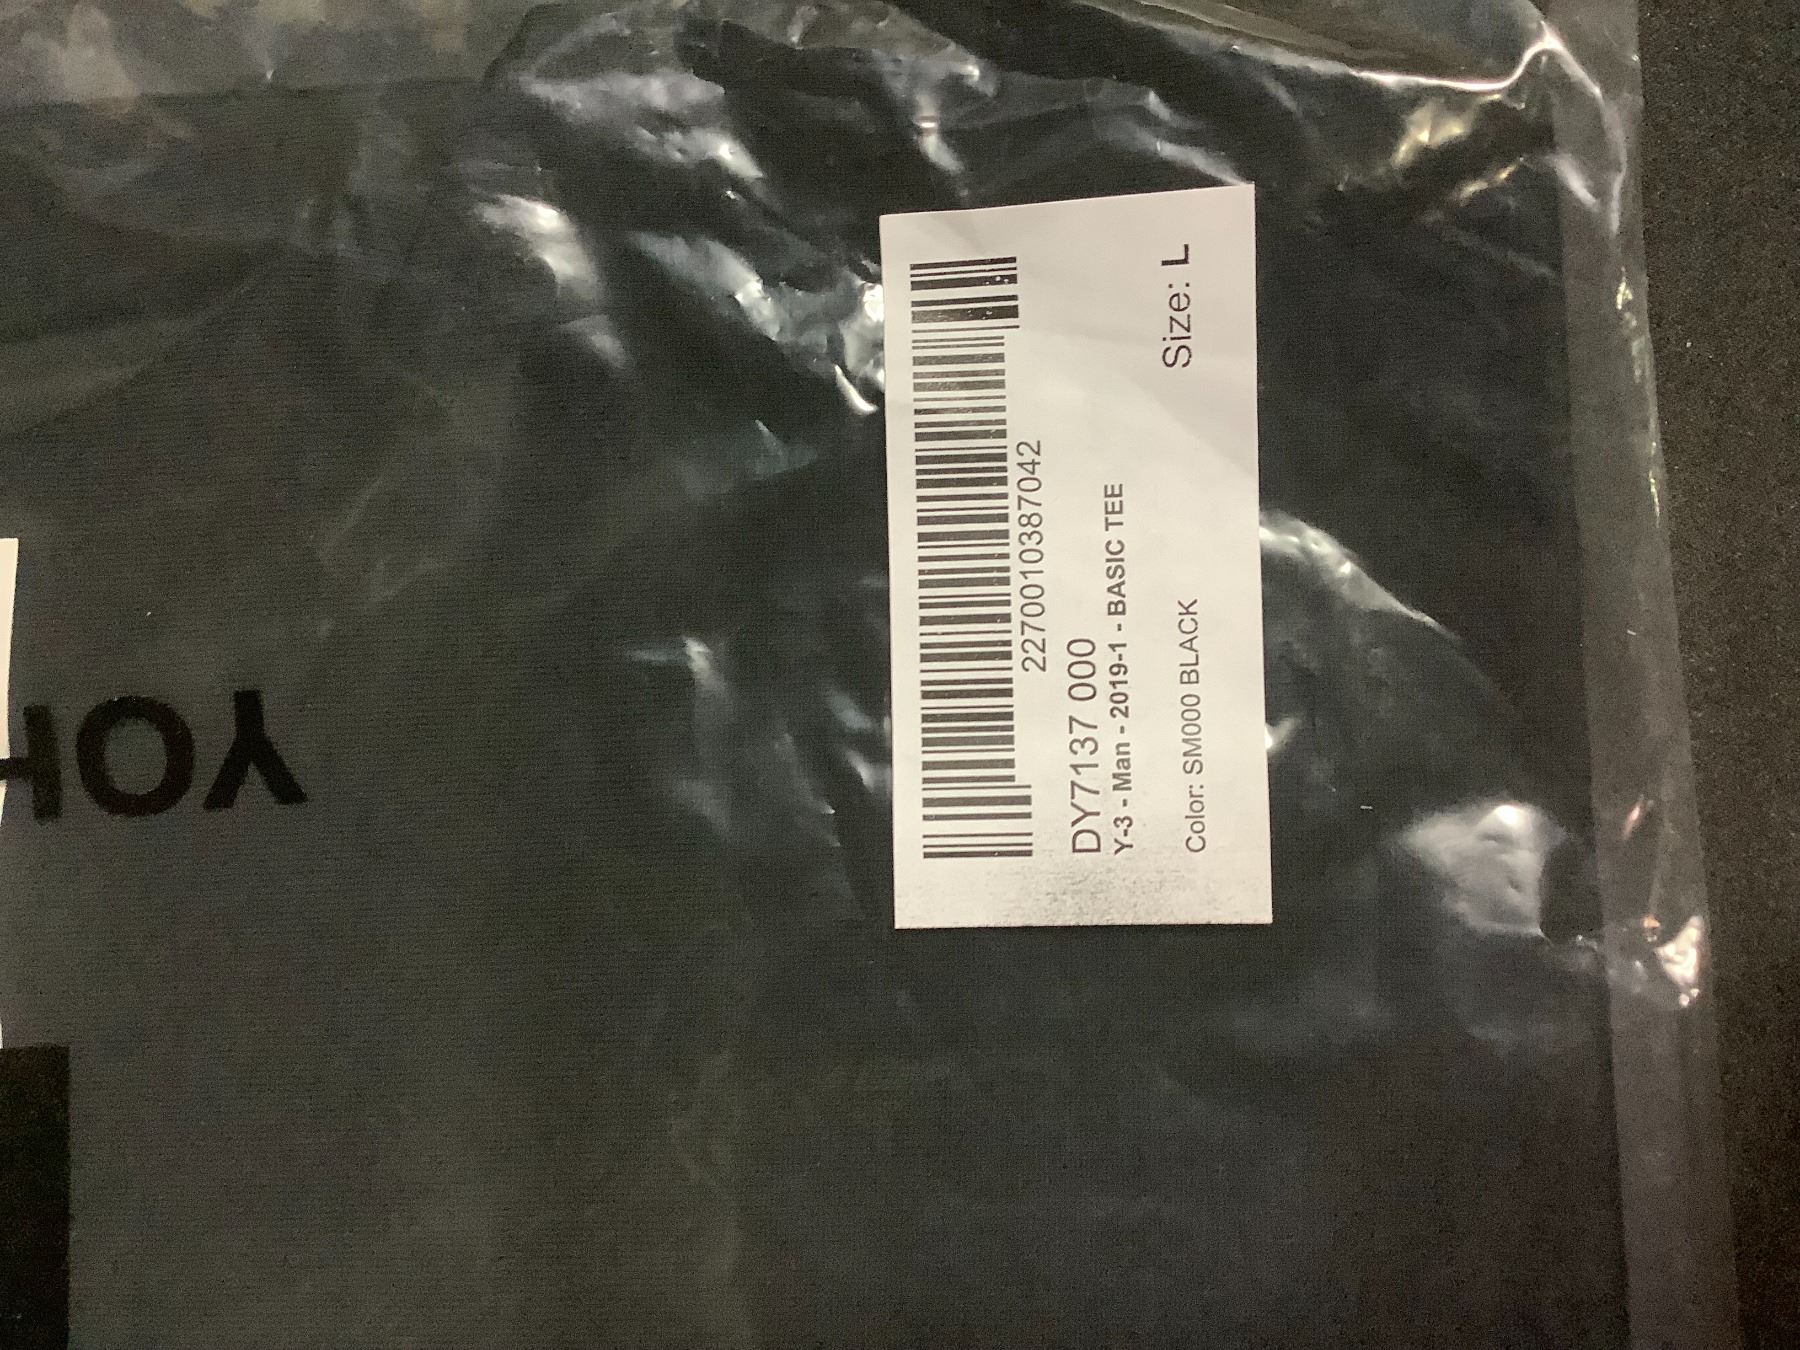 2270010387042
DY7137 000
Y-3 - Man - 2019-1 - BASIC TEE
Color: SM000 BLACK
Size: L
YOH